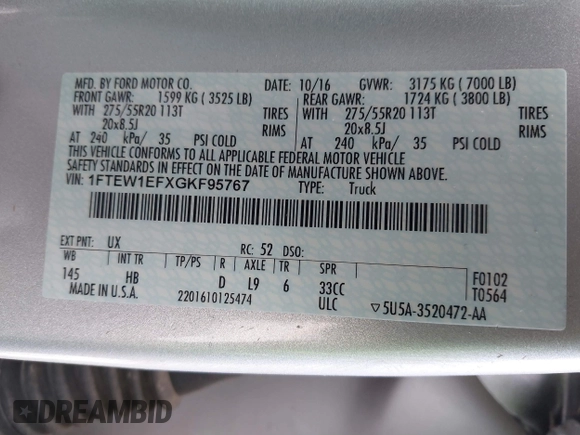 MFD. BY FORD MOTOR CO.
DATE: 10/16 GVWR: 3175 KG ( 7000 LB)
FRONT GAWR: 1599 KG ( 3525 LB) REAR GAWR: 1724 KG ( 3800 LB)
WITH 275/55R20 113T TIRES WITH 275/55R20 113T TIRES
20x8.5J RIMS 20x8.5J RIMS
AT 240 kPa/ 35 PSI COLD AT 240 kPa/ 35 PSI COLD
THIS VEHICLE CONFORMS TO ALL APPLICABLE FEDERAL MOTOR VEHICLE
SAFETY STANDARDS IN EFFECT ON THE DATE OF MANUFACTURE SHOWN ABOVE.
VIN: 1FTEW1EFXGKF95767 TYPE: Truck
EXT PNT: UX RC: 52 DSO:
WB INT TR TP/PS R AXLE TR SPR
145 HB D L9 6 33CC
F0102
T0564
MADE IN U.S.A. 2201610125474 ULC ▽5U5A-3520472-AA
DREAMBID